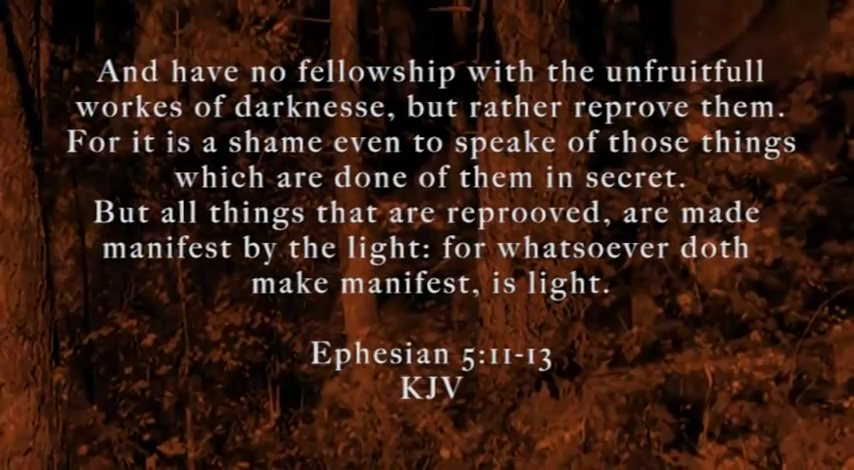 And have no fellowship with the unfruitfull
workes of darknesse, but rather reprove them.
For it is a shame even to speake of those things
which are done of them in secret.
But all things that are reprooved, are made
manifest by the light: for whatsoever doth
make manifest, is light.
Ephesian 5:11-13
KJV